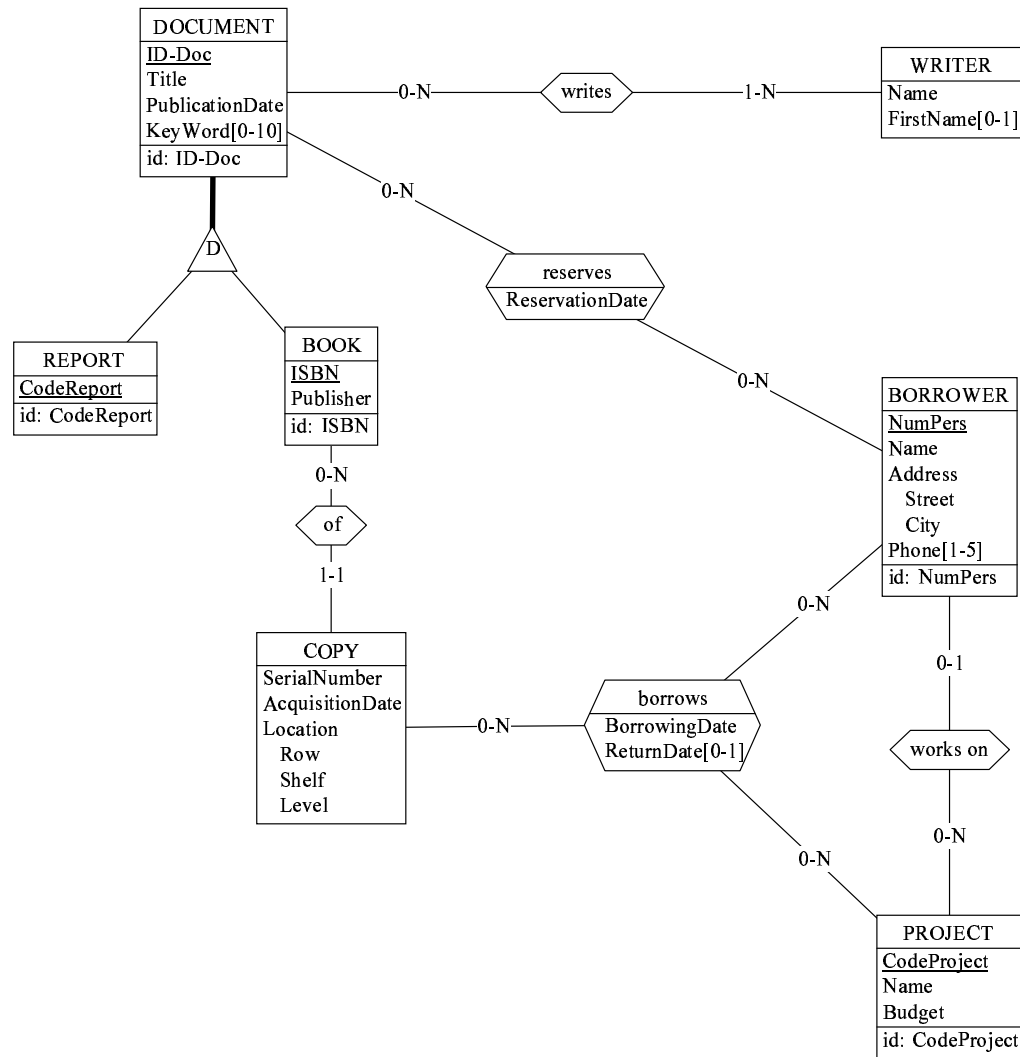 DOCUMENT
ID-Doc
Title
PublicationDate
KeyWord[0-10]
id: ID-Doc
0-N
writes
1-N
WRITER
Name
FirstName[0-1]
0-N
D
reserves
ReservationDate
0-N
REPORT
CodeReport
id: CodeReport
BOOK
ISBN
Publisher
id: ISBN
0-N
of
1-1
BORROWER
NumPers
Name
Address
Street
City
Phone[1-5]
id: NumPers
0-N
0-1
COPY
SerialNumber
AcquisitionDate
Location
Row
Shelf
Level
0-N
borrows
BorrowingDate
ReturnDate[0-1]
works on
0-N
0-N
PROJECT
CodeProject
Name
Budget
id: CodeProject